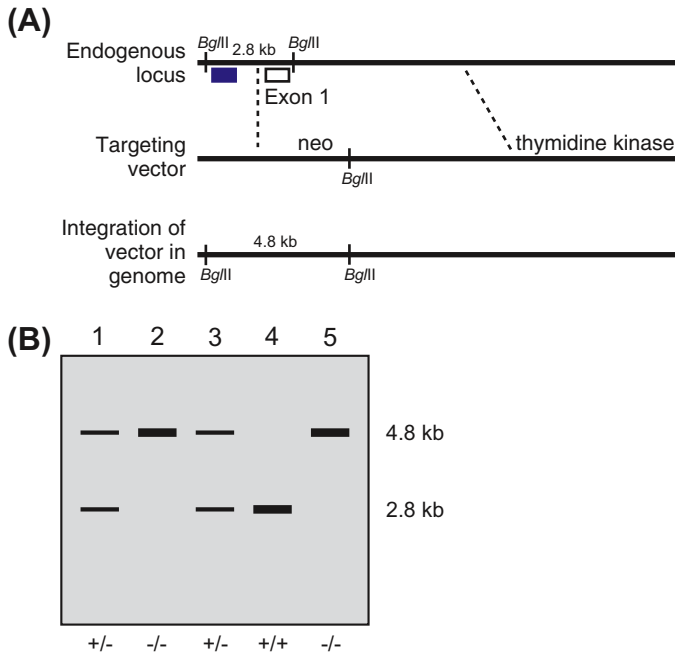 (A)
BglII 2.8 kb BglII
Endogenous
locus
Exon 1
neo thymidine kinase
Targeting
vector
BglII
Integration of
vector in
genome
4.8 kb
BglII BglII
(B)
1 2 3 4 5
4.8 kb
2.8 kb
+/- -/- +/- +/+ -/-